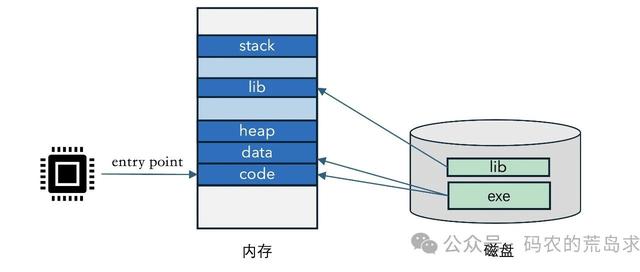 stack
lib
heap
data
code
entry point
lib
exe
内存
磁盘
公众号 · 码农的荒岛求